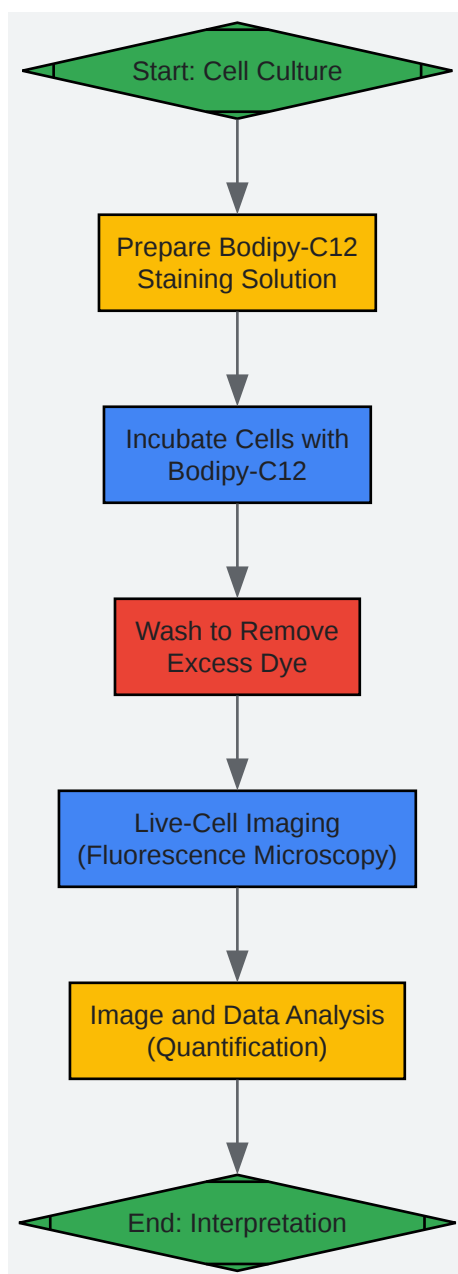 Start: Cell Culture
Prepare Bodipy-C12
Staining Solution
Incubate Cells with
Bodipy-C12
Wash to Remove
Excess Dye
Live-Cell Imaging
(Fluorescence Microscopy)
Image and Data Analysis
(Quantification)
End: Interpretation